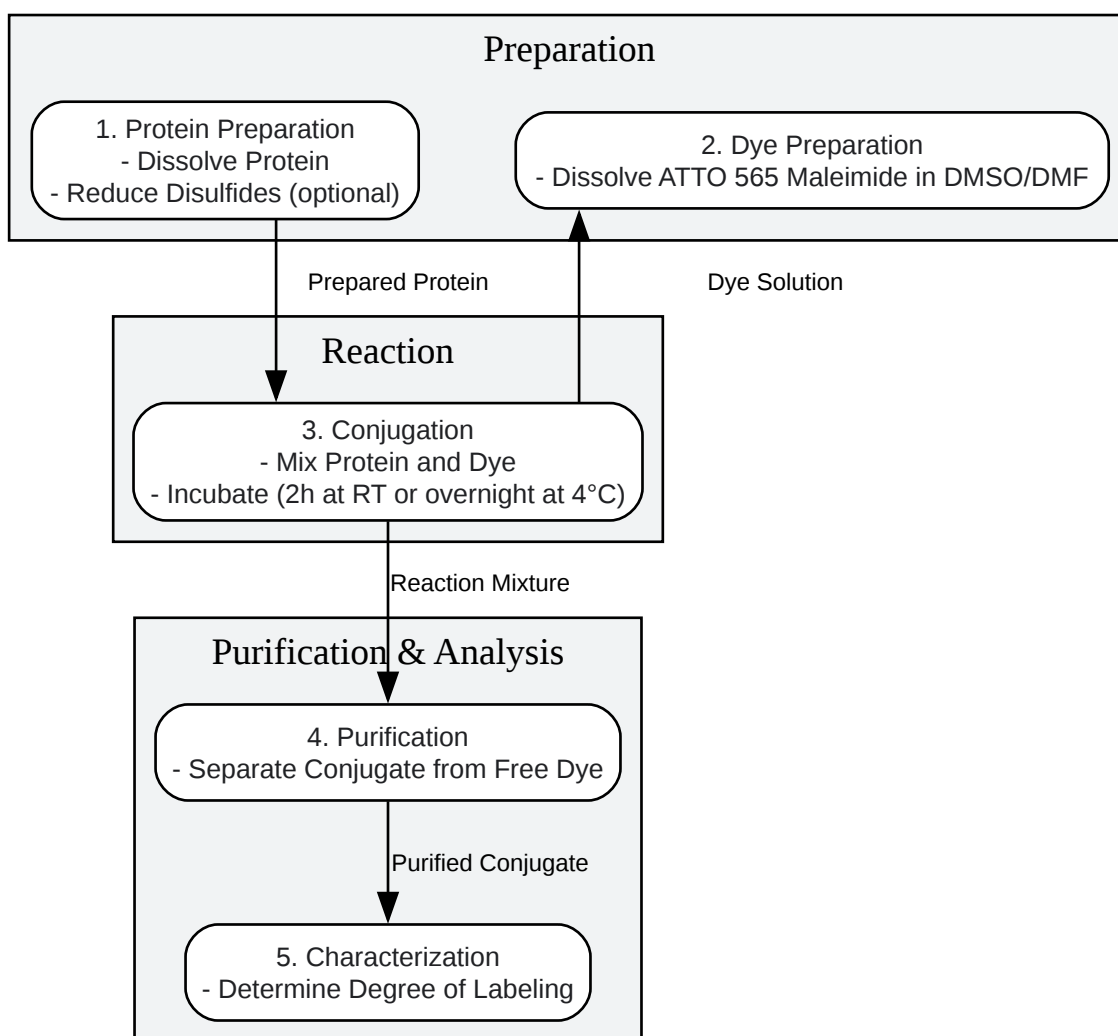 Preparation
1. Protein Preparation
- Dissolve Protein
- Reduce Disulfides (optional)
2. Dye Preparation
- Dissolve ATTO 565 Maleimide in DMSO/DMF
Prepared Protein
Dye Solution
Reaction
3. Conjugation
- Mix Protein and Dye
- Incubate (2h at RT or overnight at 4°C)
Reaction Mixture
Purification & Analysis
4. Purification
- Separate Conjugate from Free Dye
Purified Conjugate
5. Characterization
- Determine Degree of Labeling